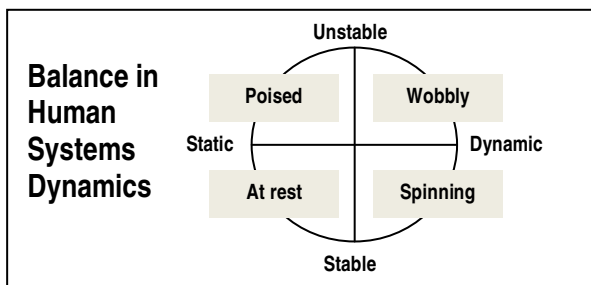 Balance in
Human
Systems
Dynamics
Unstable
Poised
Wobbly
Static
Dynamic
At rest
Spinning
Stable